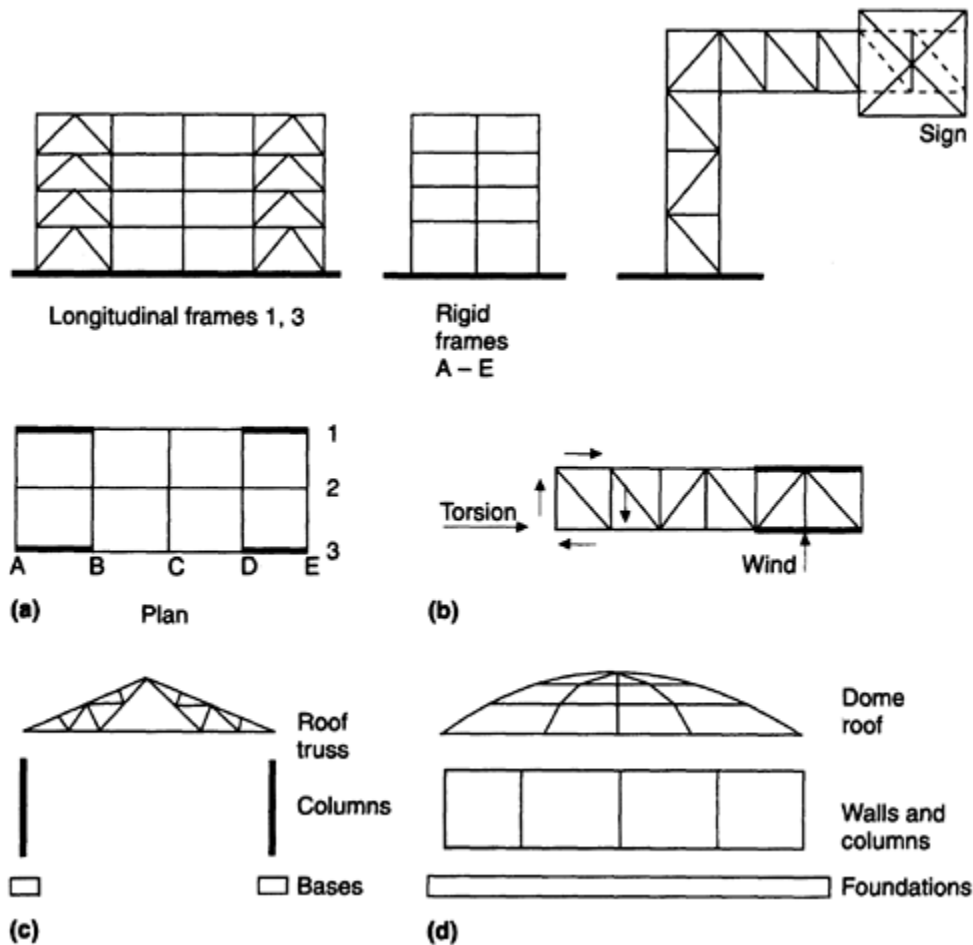 Sign
Longitudinal frames 1, 3
Rigid
frames
A – E
1
2
3
A B C D E
(a) Plan
Torsion
Wind
(b)
Roof
truss
Columns
Bases
(c)
Dome
roof
Walls and
columns
Foundations
(d)